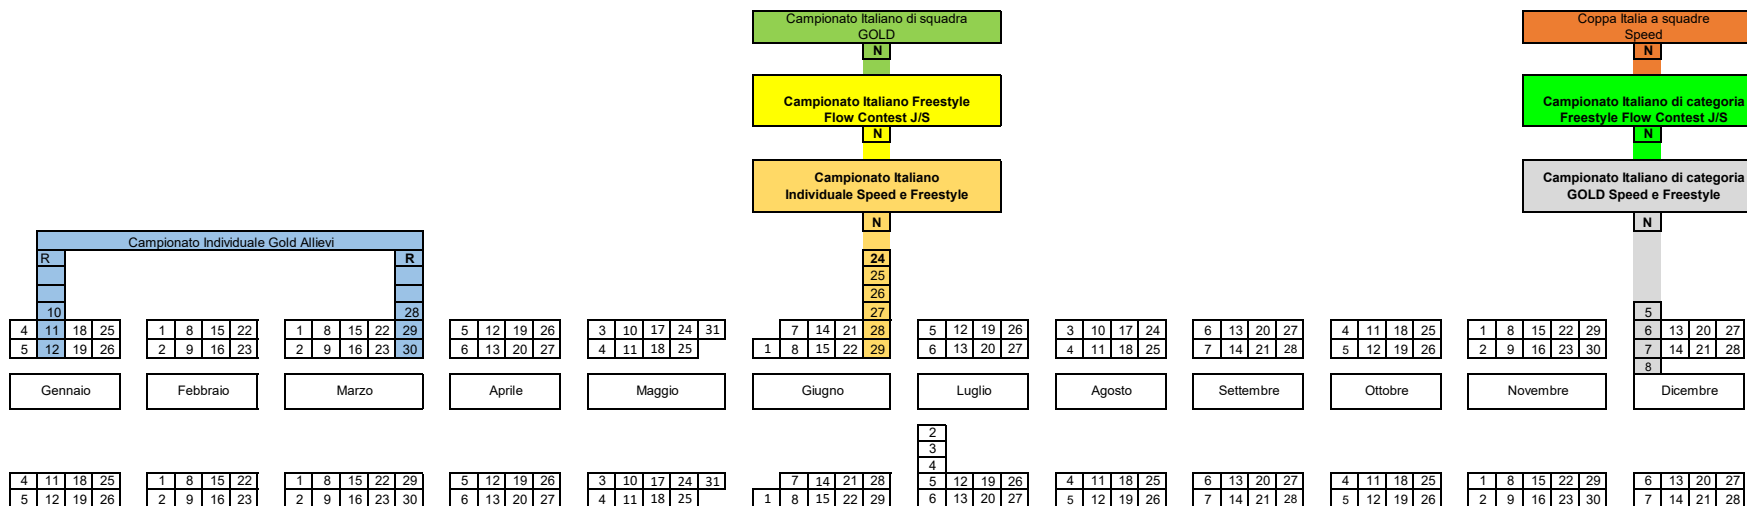 Campionato Italiano di squadra
GOLD
N
Coppa Italia a squadre
Speed
N
Campionato Italiano Freestyle
Flow Contest J/S
N
Campionato Italiano di categoria
Freestyle Flow Contest J/S
N
Campionato Italiano
Individuale Speed e Freestyle
N
Campionato Italiano di categoria
GOLD Speed e Freestyle
N
Campionato Individuale Gold Allievi
R R 24
25
26
10 28 27 5
4 11 18 25 1 8 15 22 1 8 15 22 29 5 12 19 26 3 10 17 24 31 7 14 21 28 5 12 19 26 3 10 17 24 6 13 20 27 4 11 18 25 1 8 15 22 29 6 13 20 27
5 12 19 26 2 9 16 23 2 9 16 23 30 6 13 20 27 4 11 18 25 1 8 15 22 29 6 13 20 27 4 11 18 25 7 14 21 28 5 12 19 26 2 9 16 23 30 7 14 21 28
8
Gennaio Febbraio Marzo Aprile Maggio Giugno Luglio Agosto Settembre Ottobre Novembre Dicembre
2
3
4
4 11 18 25 1 8 15 22 1 8 15 22 29 5 12 19 26 3 10 17 24 31 7 14 21 28 5 12 19 26 4 11 18 25 6 13 20 27 4 11 18 25 1 8 15 22 29 6 13 20 27
5 12 19 26 2 9 16 23 2 9 16 23 30 6 13 20 27 4 11 18 25 1 8 15 22 29 6 13 20 27 5 12 19 26 7 14 21 28 5 12 19 26 2 9 16 23 30 7 14 21 28